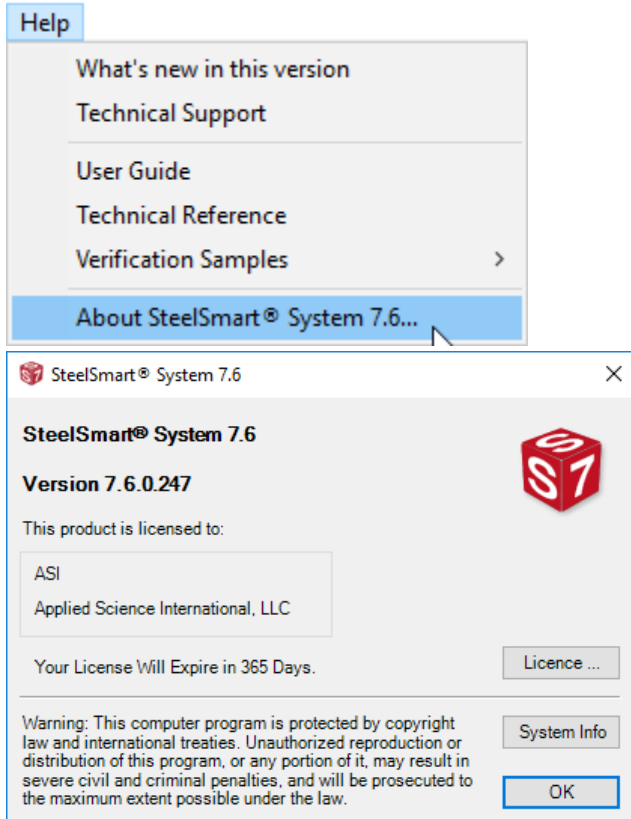 Help
What's new in this version
Technical Support
User Guide
Technical Reference
Verification Samples
About SteelSmart® System 7.6...
SteelSmart® System 7.6
SteelSmart® System 7.6
Version 7.6.0.247
S S 7
This product is licensed to:
ASI
Applied Science International, LLC
Your License Will Expire in 365 Days.
Licence ...
Warning: This computer program is protected by copyright
law and international treaties. Unauthorized reproduction or
distribution of this program, or any portion of it, may result in
severe civil and criminal penalties, and will be prosecuted to
the maximum extent possible under the law.
System Info
OK